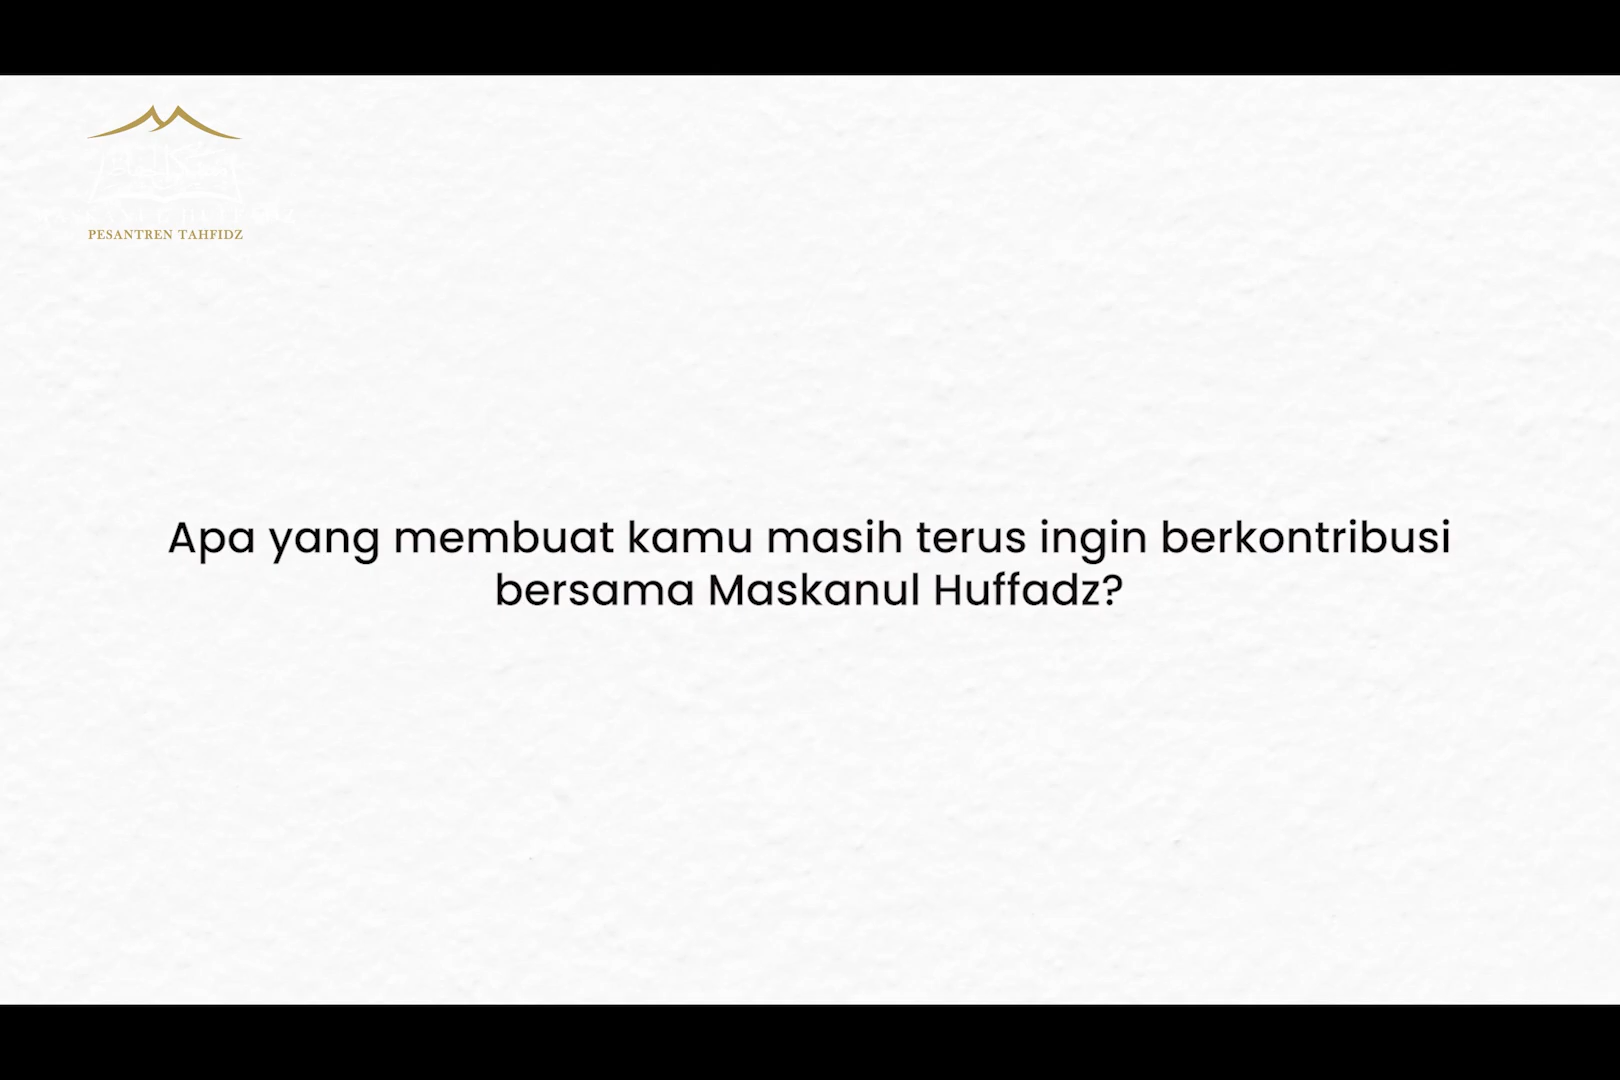 PESANTREN TAHFIDZ
Apa yang membuat kamu masih terus ingin berkontribusi
bersama Maskanul Huffadz?